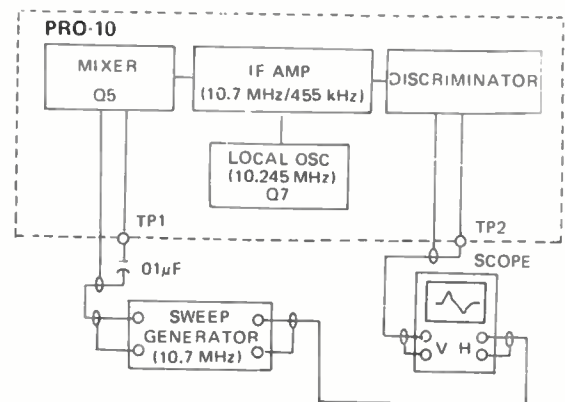 PRO-10
MIXER
Q5
IF AMP
(10.7 MHz/455 kHz)
DISCRIMINATOR
LOCAL OSC
(10.245 MHz)
Q7
TP1
TP2
.01µF
SCOPE
SWEEP
GENERATOR
(10.7 MHz)
V H